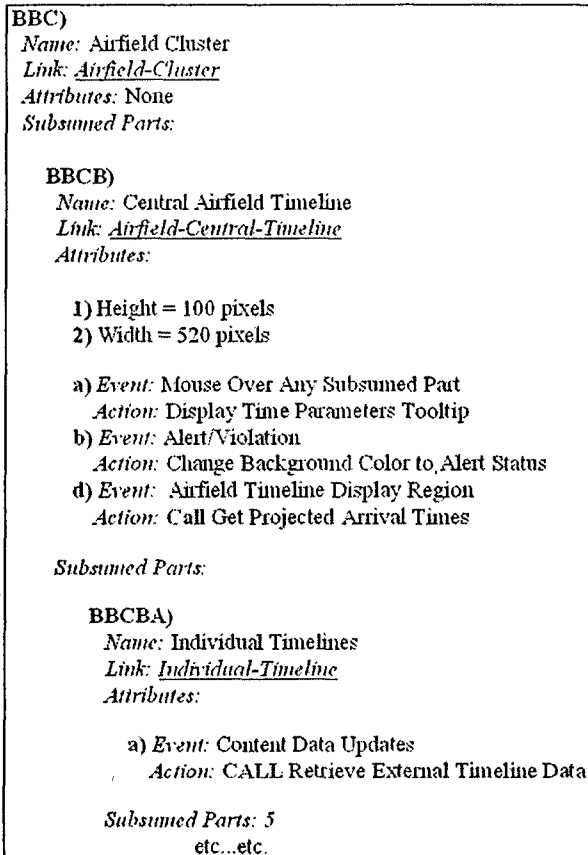 BBC)
Name: Airfield Cluster
Link: Airfield-Cluster
Attributes: None
Subsumed Parts:
BBCB)
Name: Central Airfield Timeline
Link: Airfield-Central-Timeline
Attributes:
1) Height = 100 pixels
2) Width = 520 pixels
a) Event: Mouse Over Any Subsumed Part
Action: Display Time Parameters Tooltip
b) Event: Alert/Violation
Action: Change Background Color to Alert Status
d) Event: Airfield Timeline Display Region
Action: Call Get Projected Arrival Times
Subsumed Parts:
BBCBA)
Name: Individual Timelines
Link: Individual-Timeline
Attributes:
a) Event: Content Data Updates
Action: CALL Retrieve External Timeline Data
Subsumed Parts: 5
etc...etc.